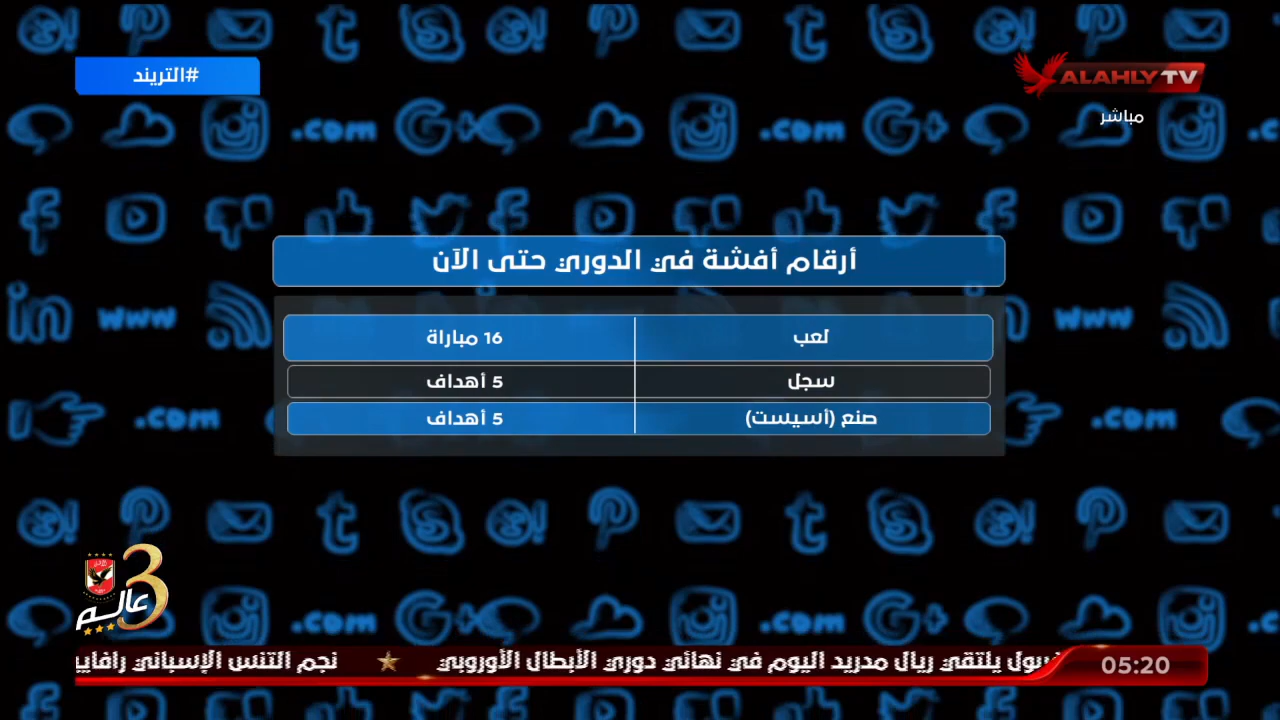 #التريند
ALAHLY TV
مباشر
أرقام أفشة في الدوري حتى الآن
لعب 16 مباراة
سجل 5 أهداف
صنع (أسيست) 5 أهداف
3 عالم
يلتقي ريال مدريد اليوم في نهائي دوري الأبطال الأوروبي ★ نجم التنس الإسباني
05:20